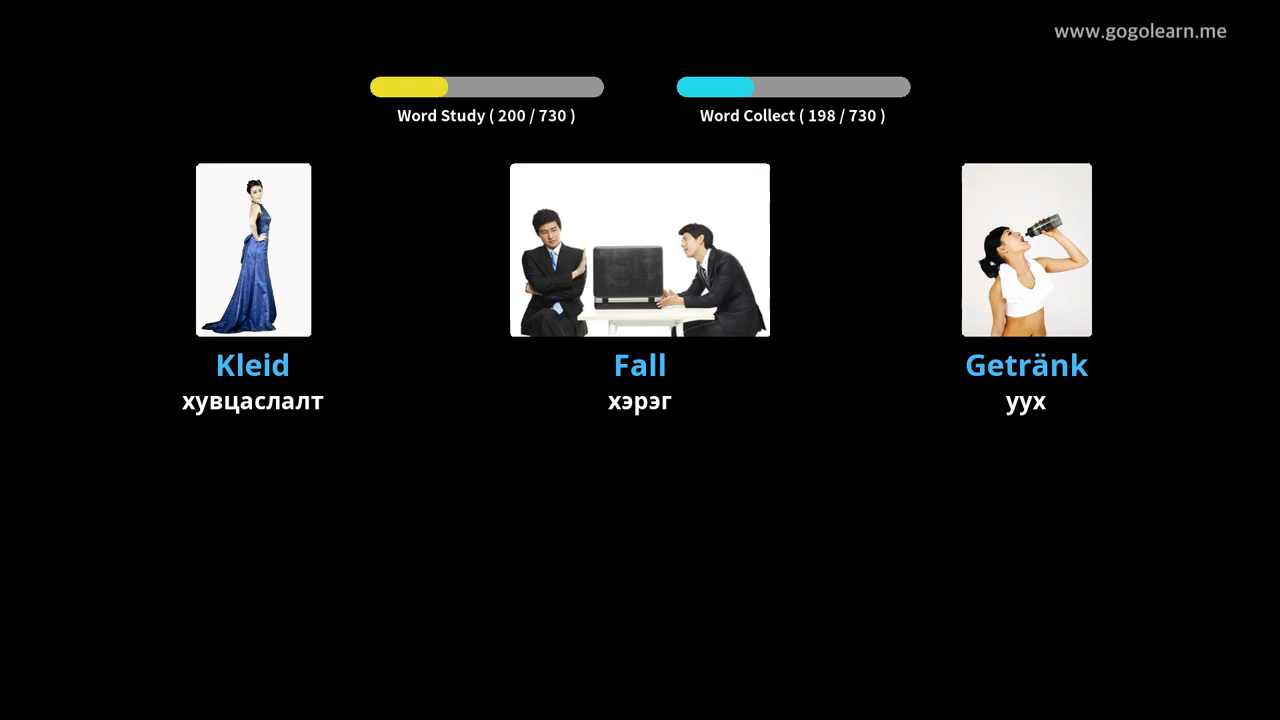 www.gogolearn.me
Word Study ( 200 / 730 )
Word Collect ( 198 / 730 )
Kleid
хувцаслалт
Fall
хэрэг
Getränk
уух